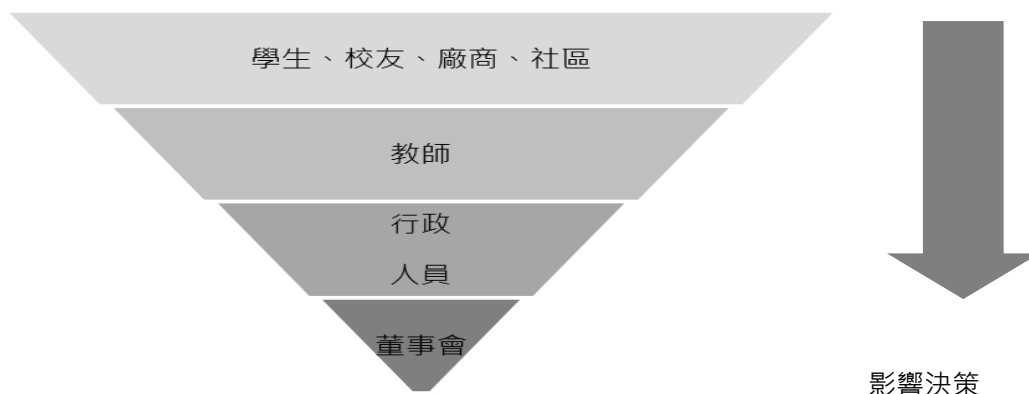 學生、校友、廠商、社區
教師
行政
人員
董事會
影響決策